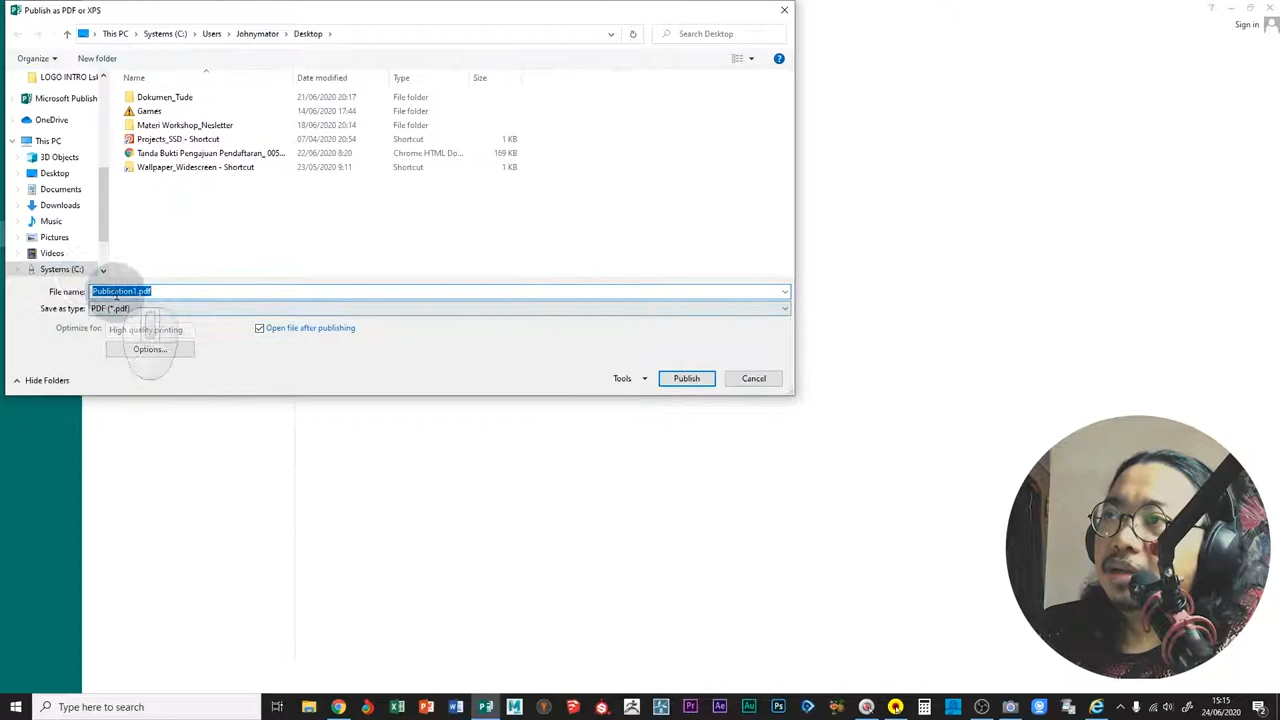 Publish as PDF or XPS
Sign in
This PC > Systems (C:) > Users > Johnymator > Desktop >
Search Desktop
Organize
New folder
LOGO INTRO Lsk
Microsoft Publish
OneDrive
This PC
3D Objects
Desktop
Documents
Downloads
Music
Pictures
Videos
Systems (C:)
Name Date modified Type Size
Dokumen_Tude 21/06/2020 20:17 File folder
Games 14/06/2020 17:44 File folder
Materi Workshop_Nesletter 18/06/2020 20:14 File folder
Projects_SSD - Shortcut 07/04/2020 20:54 Shortcut 1 KB
Tanda Bukti Pengajuan Pendaftaran_ 005... 22/06/2020 8:20 Chrome HTML Do... 169 KB
Wallpaper_Widescreen - Shortcut 23/05/2020 9:11 Shortcut 1 KB
File name: Publication1.pdf
Save as type: PDF (*.pdf)
Optimize for: High quality printing
Open file after publishing
Options...
Hide Folders
Tools
Publish
Cancel
Type here to search
15:15
24/06/2020